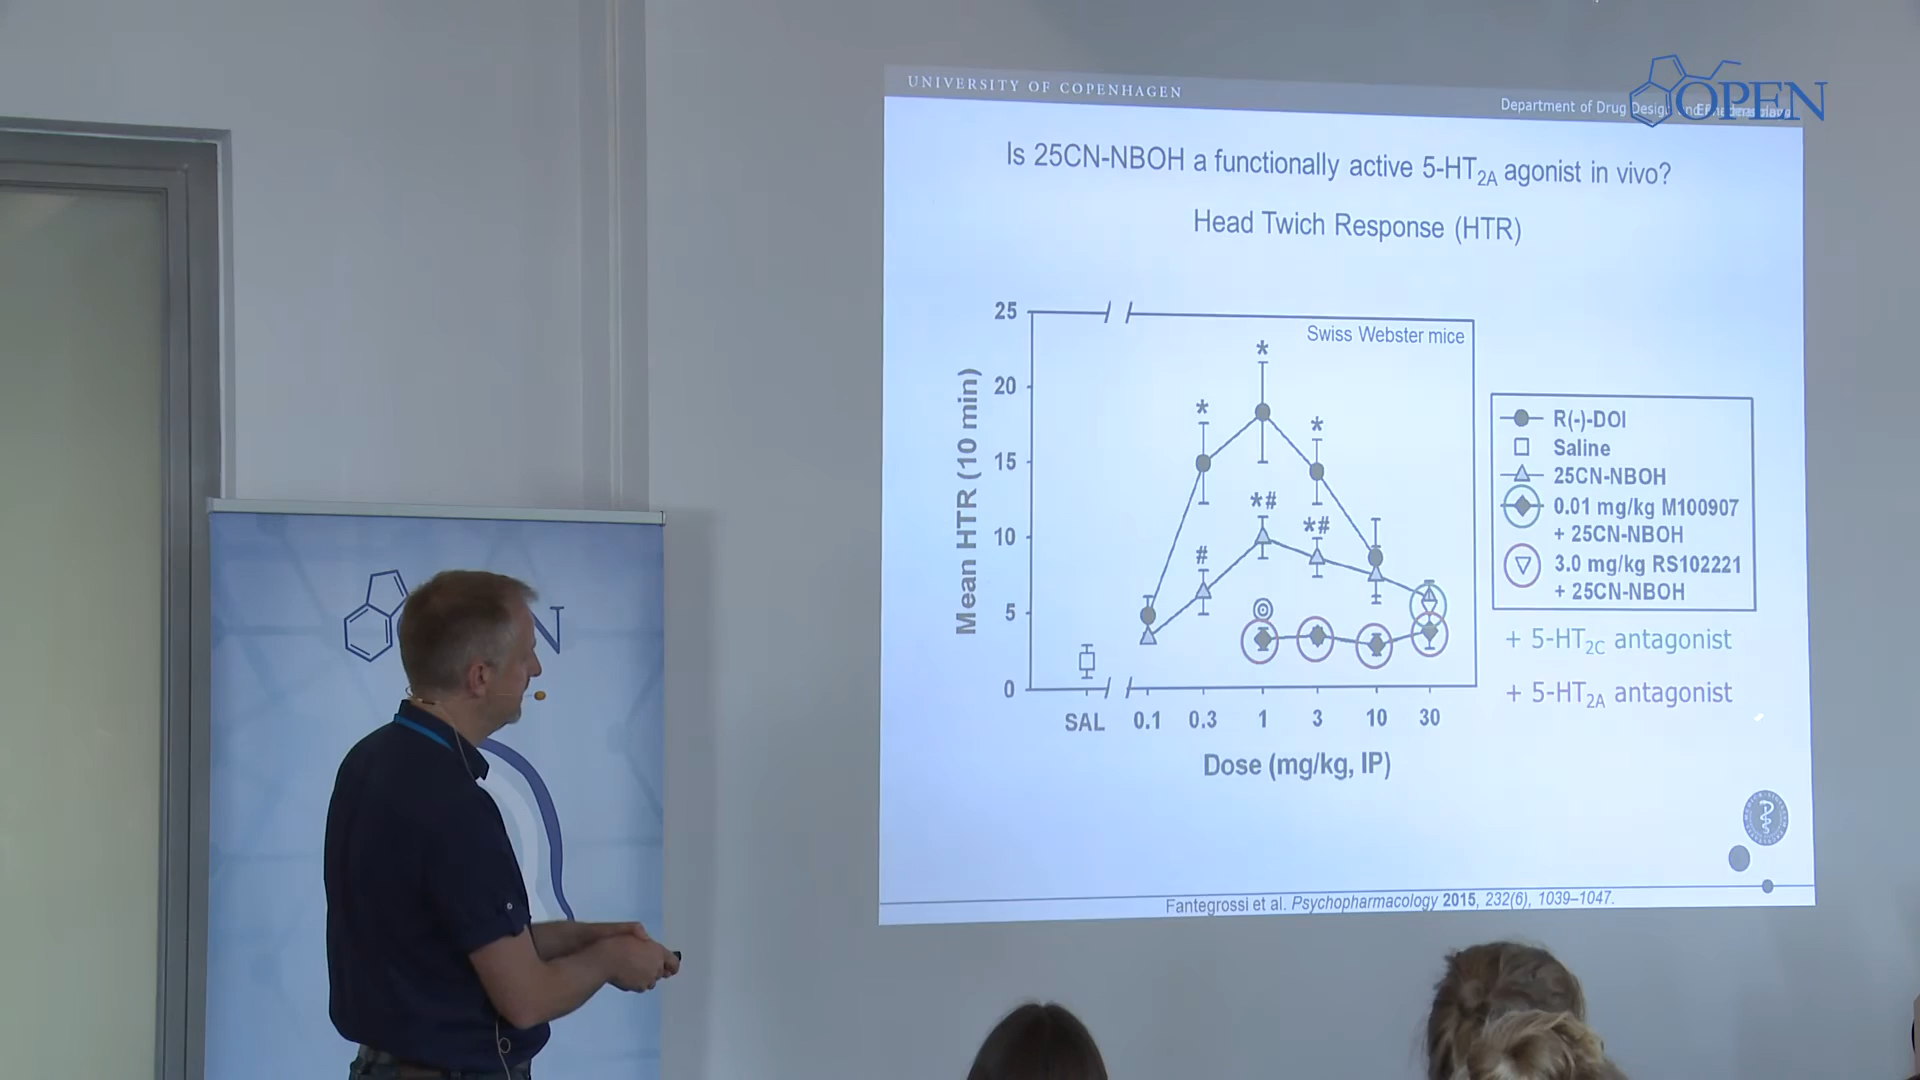 OPEN
UNIVERSITY OF COPENHAGEN
Department of Drug Design
Is 25CN-NBOH a functionally active 5-HT2A agonist in vivo?
Head Twich Response (HTR)
Swiss Webster mice
Mean HTR (10 min)
25
20
15
10
5
0
*
*
*
*#
*#
#
SAL
0.1
0.3
1
3
10
30
Dose (mg/kg, IP)
R(-)-DOI
Saline
25CN-NBOH
0.01 mg/kg M100907
+ 25CN-NBOH
3.0 mg/kg RS102221
+ 25CN-NBOH
+ 5-HT2C antagonist
+ 5-HT2A antagonist
Fantegrossi et al. Psychopharmacology 2015, 232(6), 1039–1047.
N